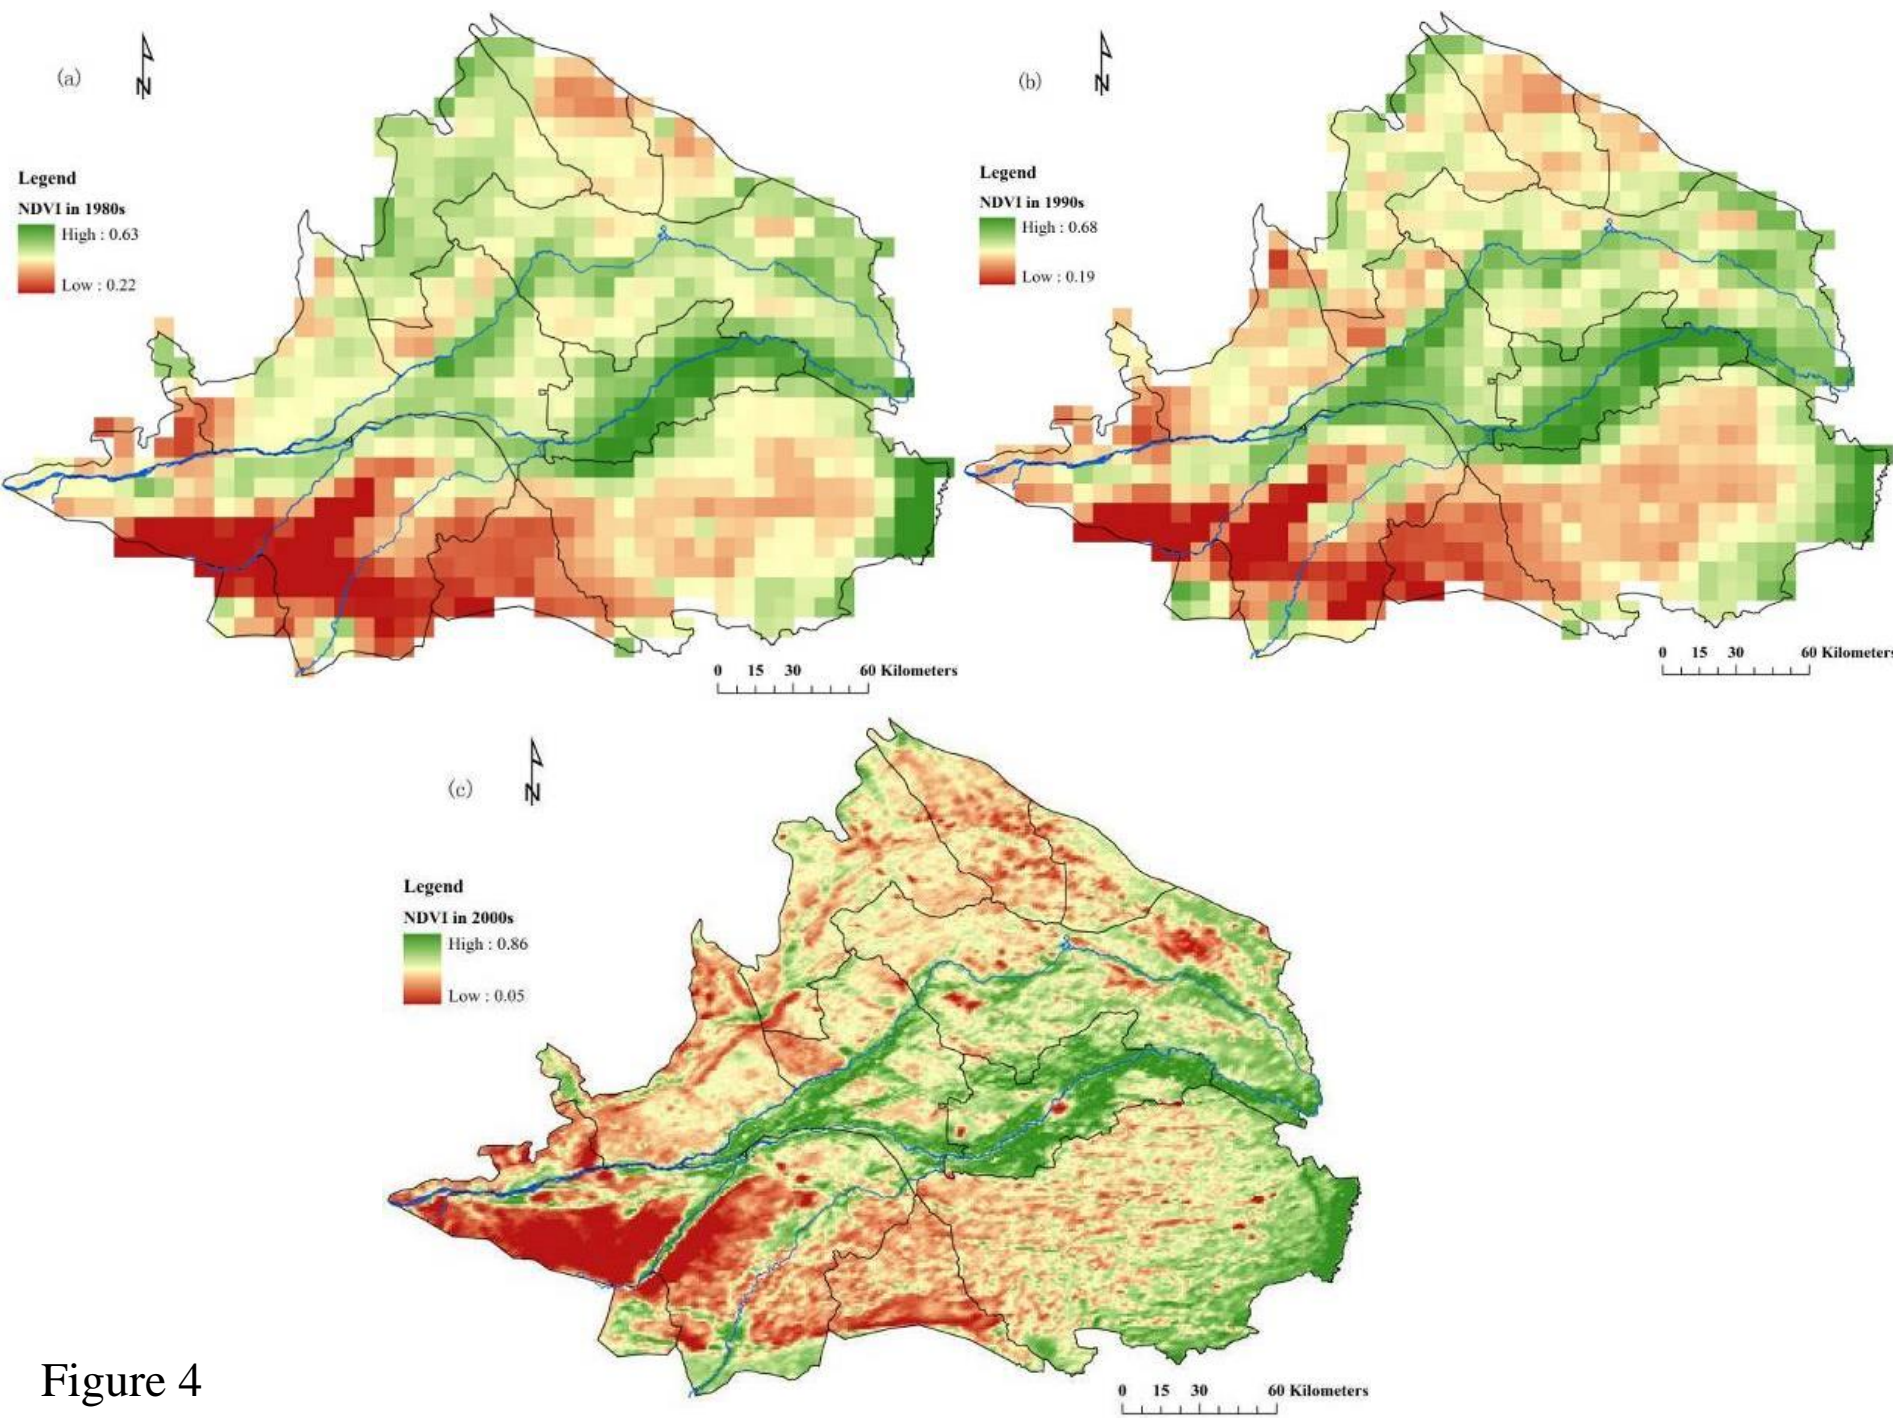 (a)
N
Legend
NDVI in 1980s
High : 0.63
Low : 0.22
0 15 30 60 Kilometers
(b)
N
Legend
NDVI in 1990s
High : 0.68
Low : 0.19
0 15 30 60 Kilometers
(c)
N
Legend
NDVI in 2000s
High : 0.86
Low : 0.05
0 15 30 60 Kilometers
Figure 4